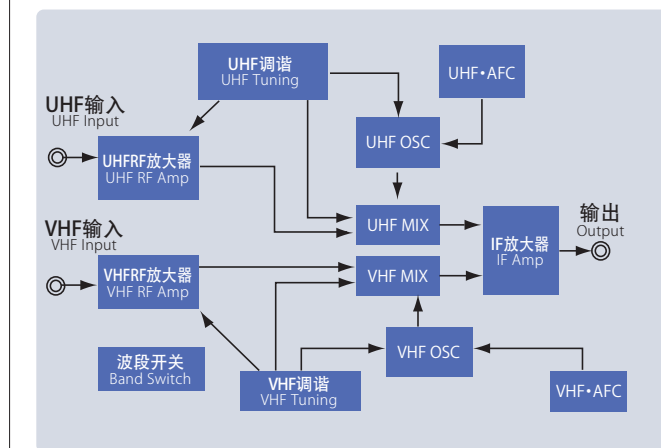 UHF调谐
UHF Tuning
UHF•AFC
UHF输入
UHF Input
UHF OSC
UHFRF放大器
UHF RF Amp
UHF MIX
输出
Output
VHF输入
VHF Input
IF放大器
IF Amp
VHFRF放大器
VHF RF Amp
VHF MIX
VHF OSC
波段开关
Band Switch
VHF调谐
VHF Tuning
VHF•AFC